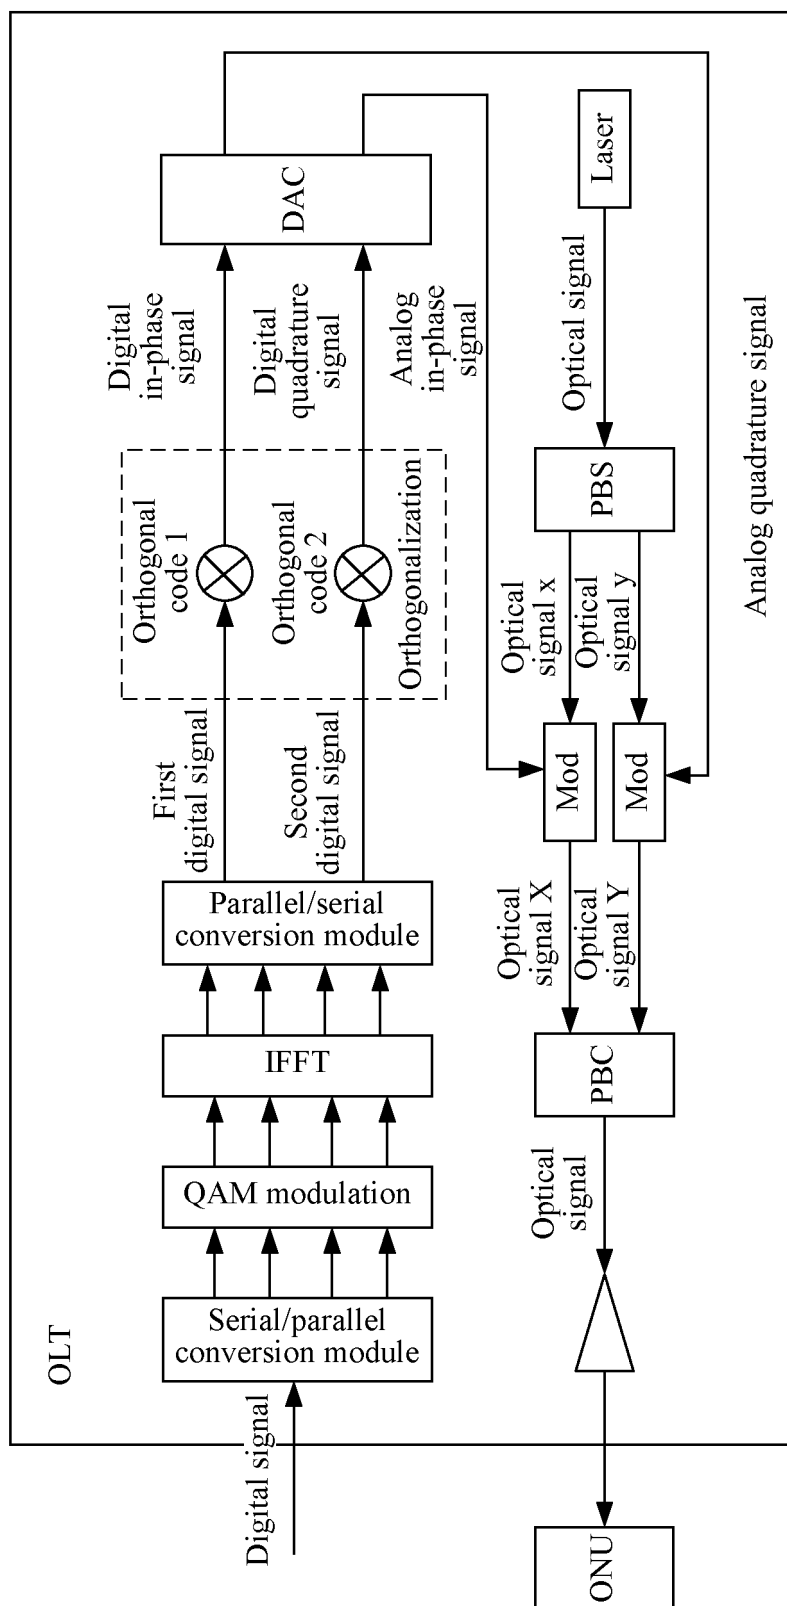 OLT
Digital signal
Serial/parallel
conversion module
QAM modulation
IFFT
Parallel/serial
conversion module
First
digital signal
Second
digital signal
Orthogonal
code 1
Orthogonal
code 2
Orthogonalization
Digital
in-phase
signal
Digital
quadrature
signal
Analog
in-phase
signal
DAC
Laser
Optical signal
PBS
Optical
signal x
Optical
signal y
Mod
Mod
Analog quadrature signal
Optical
signal X
Optical
signal Y
PBC
Optical
signal
ONU